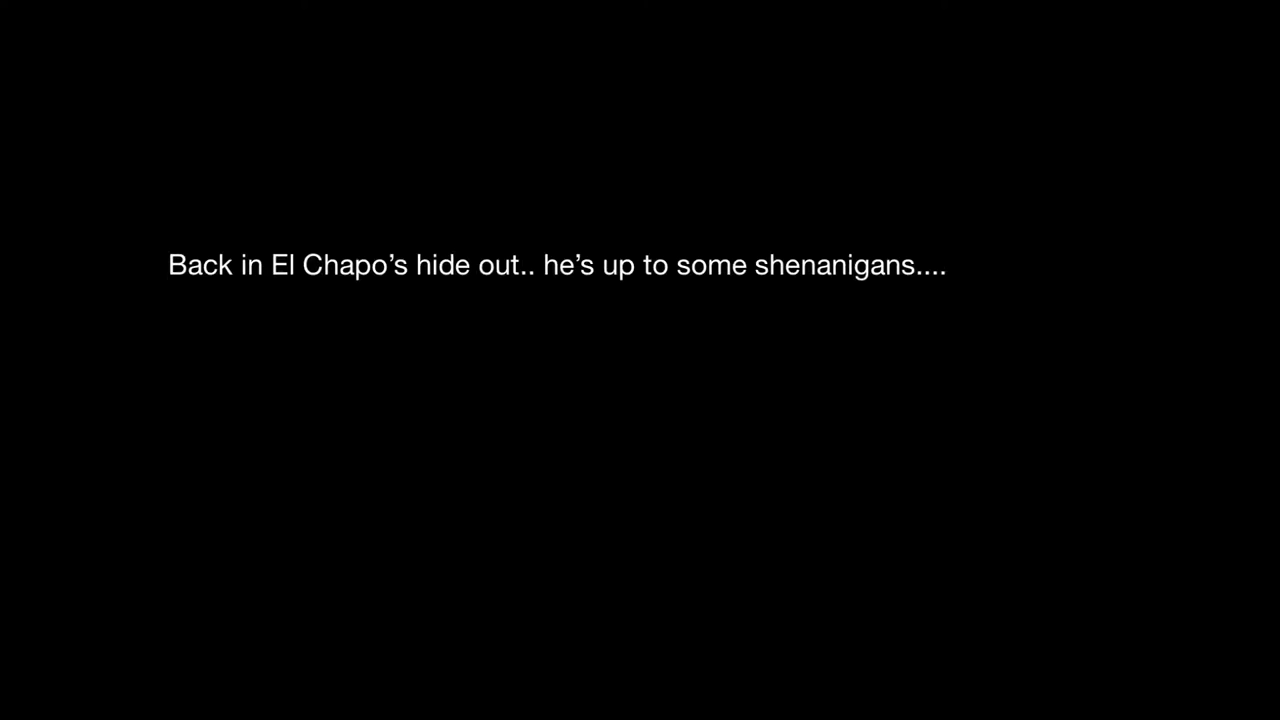 Back in El Chapo’s hide out.. he’s up to some shenanigans....